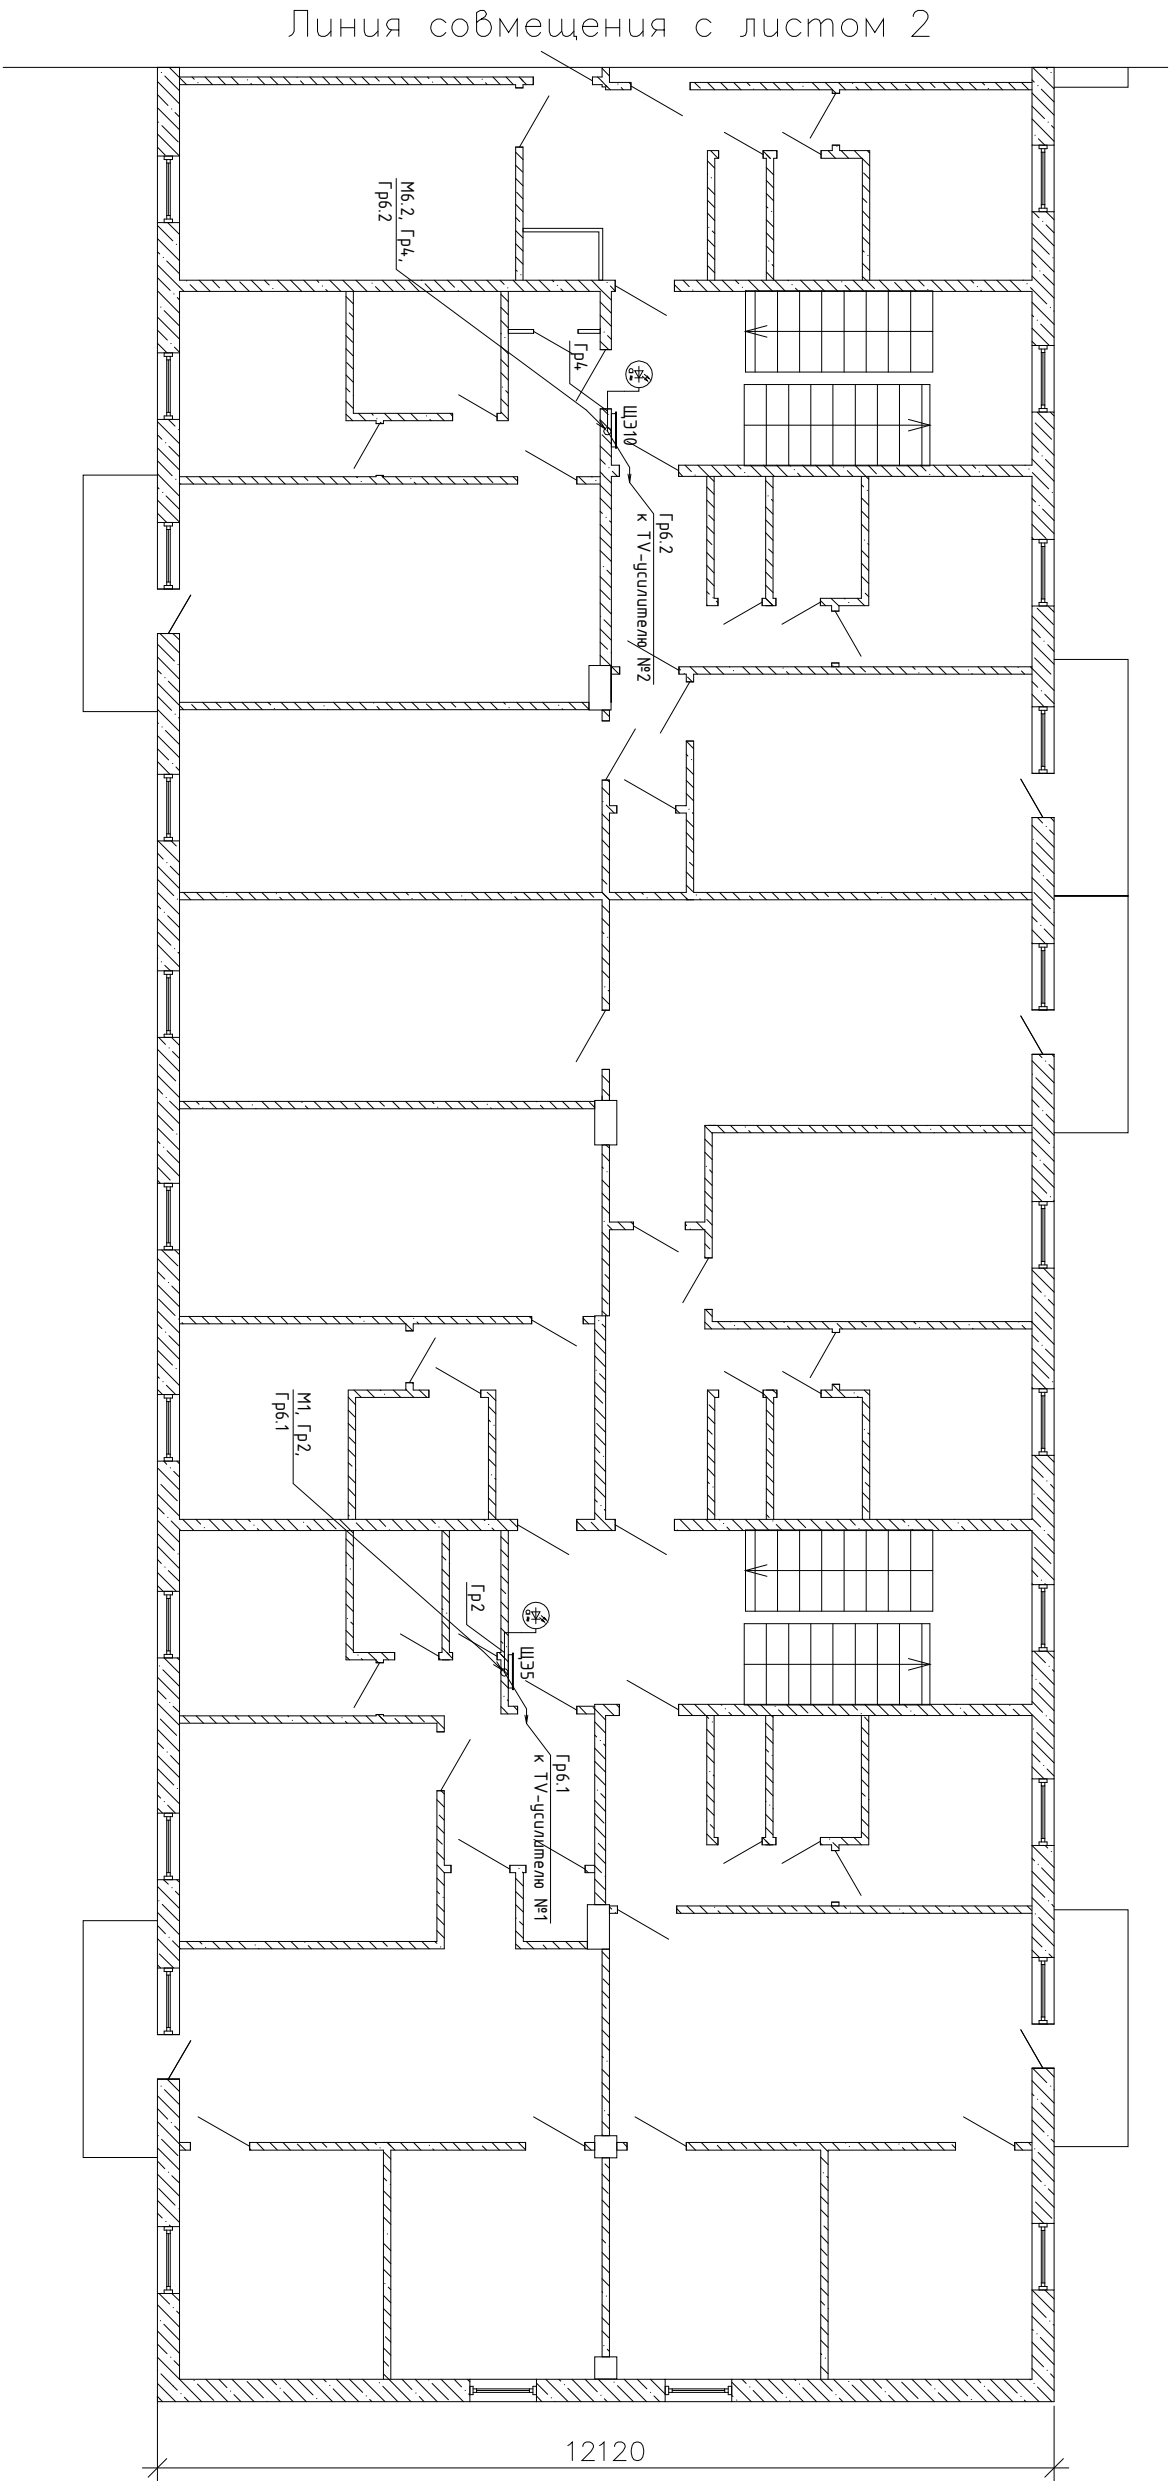 Линия совмещения с листом 2
М6.2, Гр4,
Гр6.2
Гр4
ЩЭ10
Гр6.2
к TV-усилителю №2
М1, Гр2,
Гр6.1
Гр2
ЩЭ5
Гр6.1
к TV-усилителю №1
12120